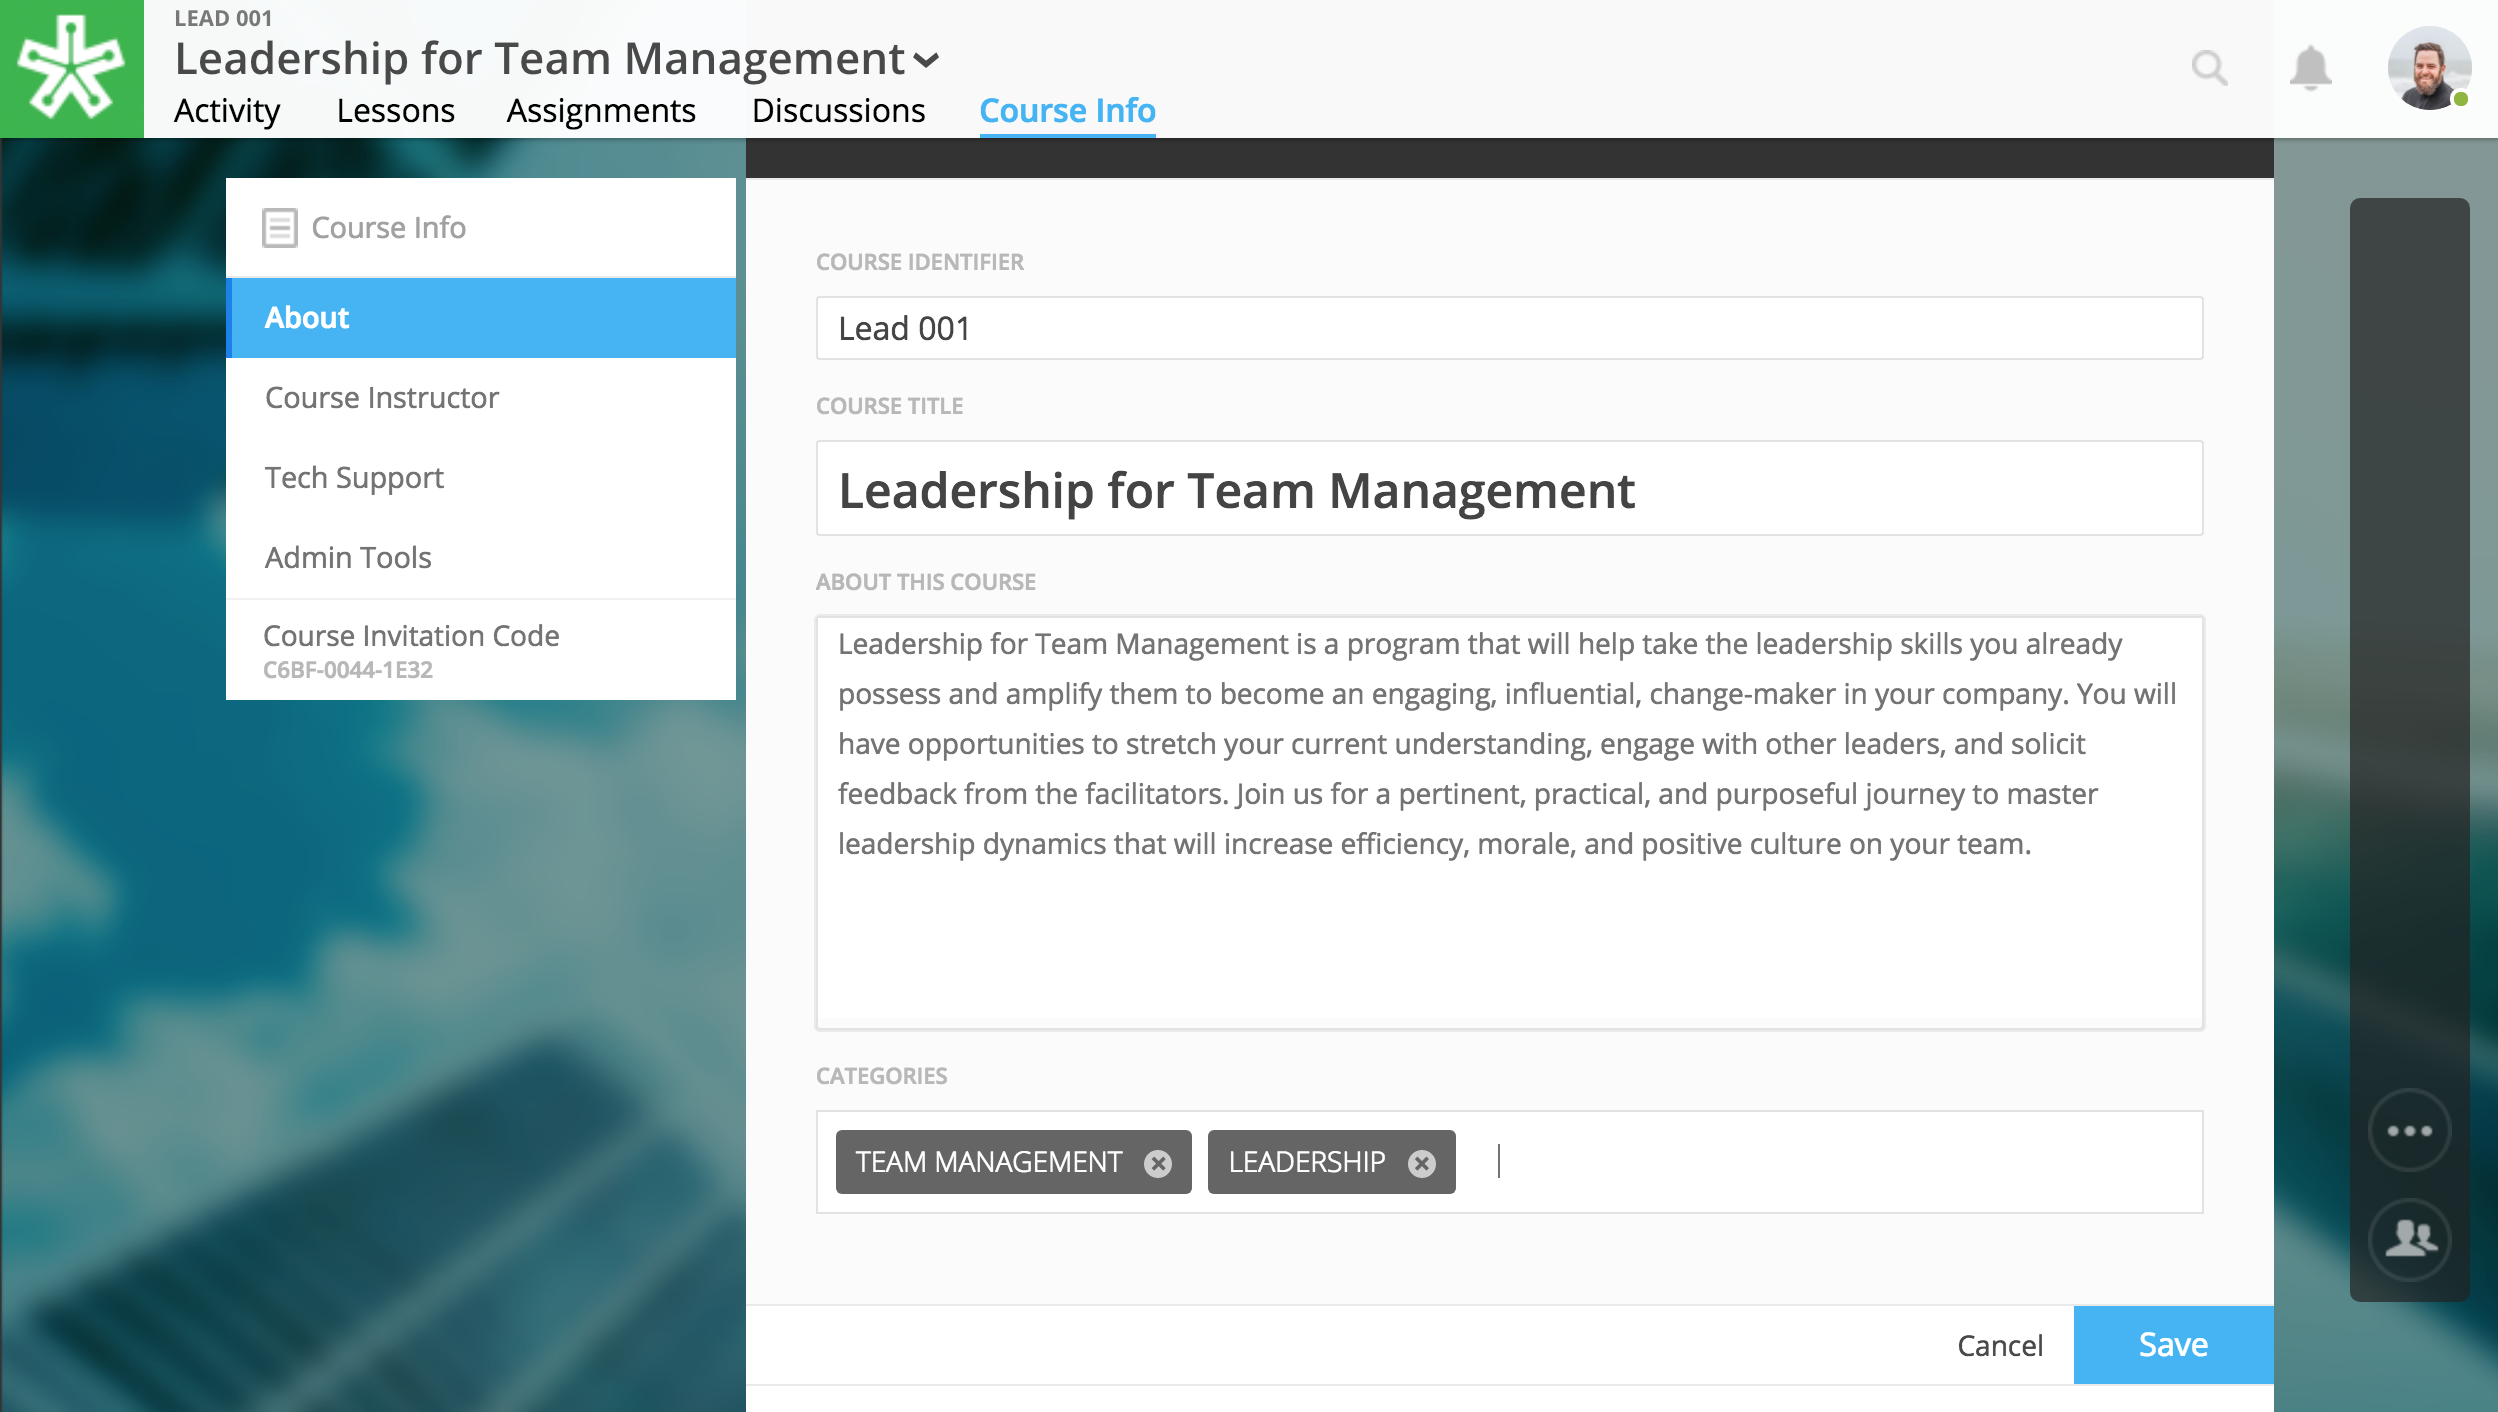 LEAD 001
Leadership for Team Management
Activity Lessons Assignments Discussions Course Info
Course Info
About
Course Instructor
Tech Support
Admin Tools
Course Invitation Code
C6BF-0044-1E32
COURSE IDENTIFIER
Lead 001
COURSE TITLE
Leadership for Team Management
ABOUT THIS COURSE
Leadership for Team Management is a program that will help take the leadership skills you already
possess and amplify them to become an engaging, influential, change-maker in your company. You will
have opportunities to stretch your current understanding, engage with other leaders, and solicit
feedback from the facilitators. Join us for a pertinent, practical, and purposeful journey to master
leadership dynamics that will increase efficiency, morale, and positive culture on your team.
CATEGORIES
TEAM MANAGEMENT LEADERSHIP
Cancel Save